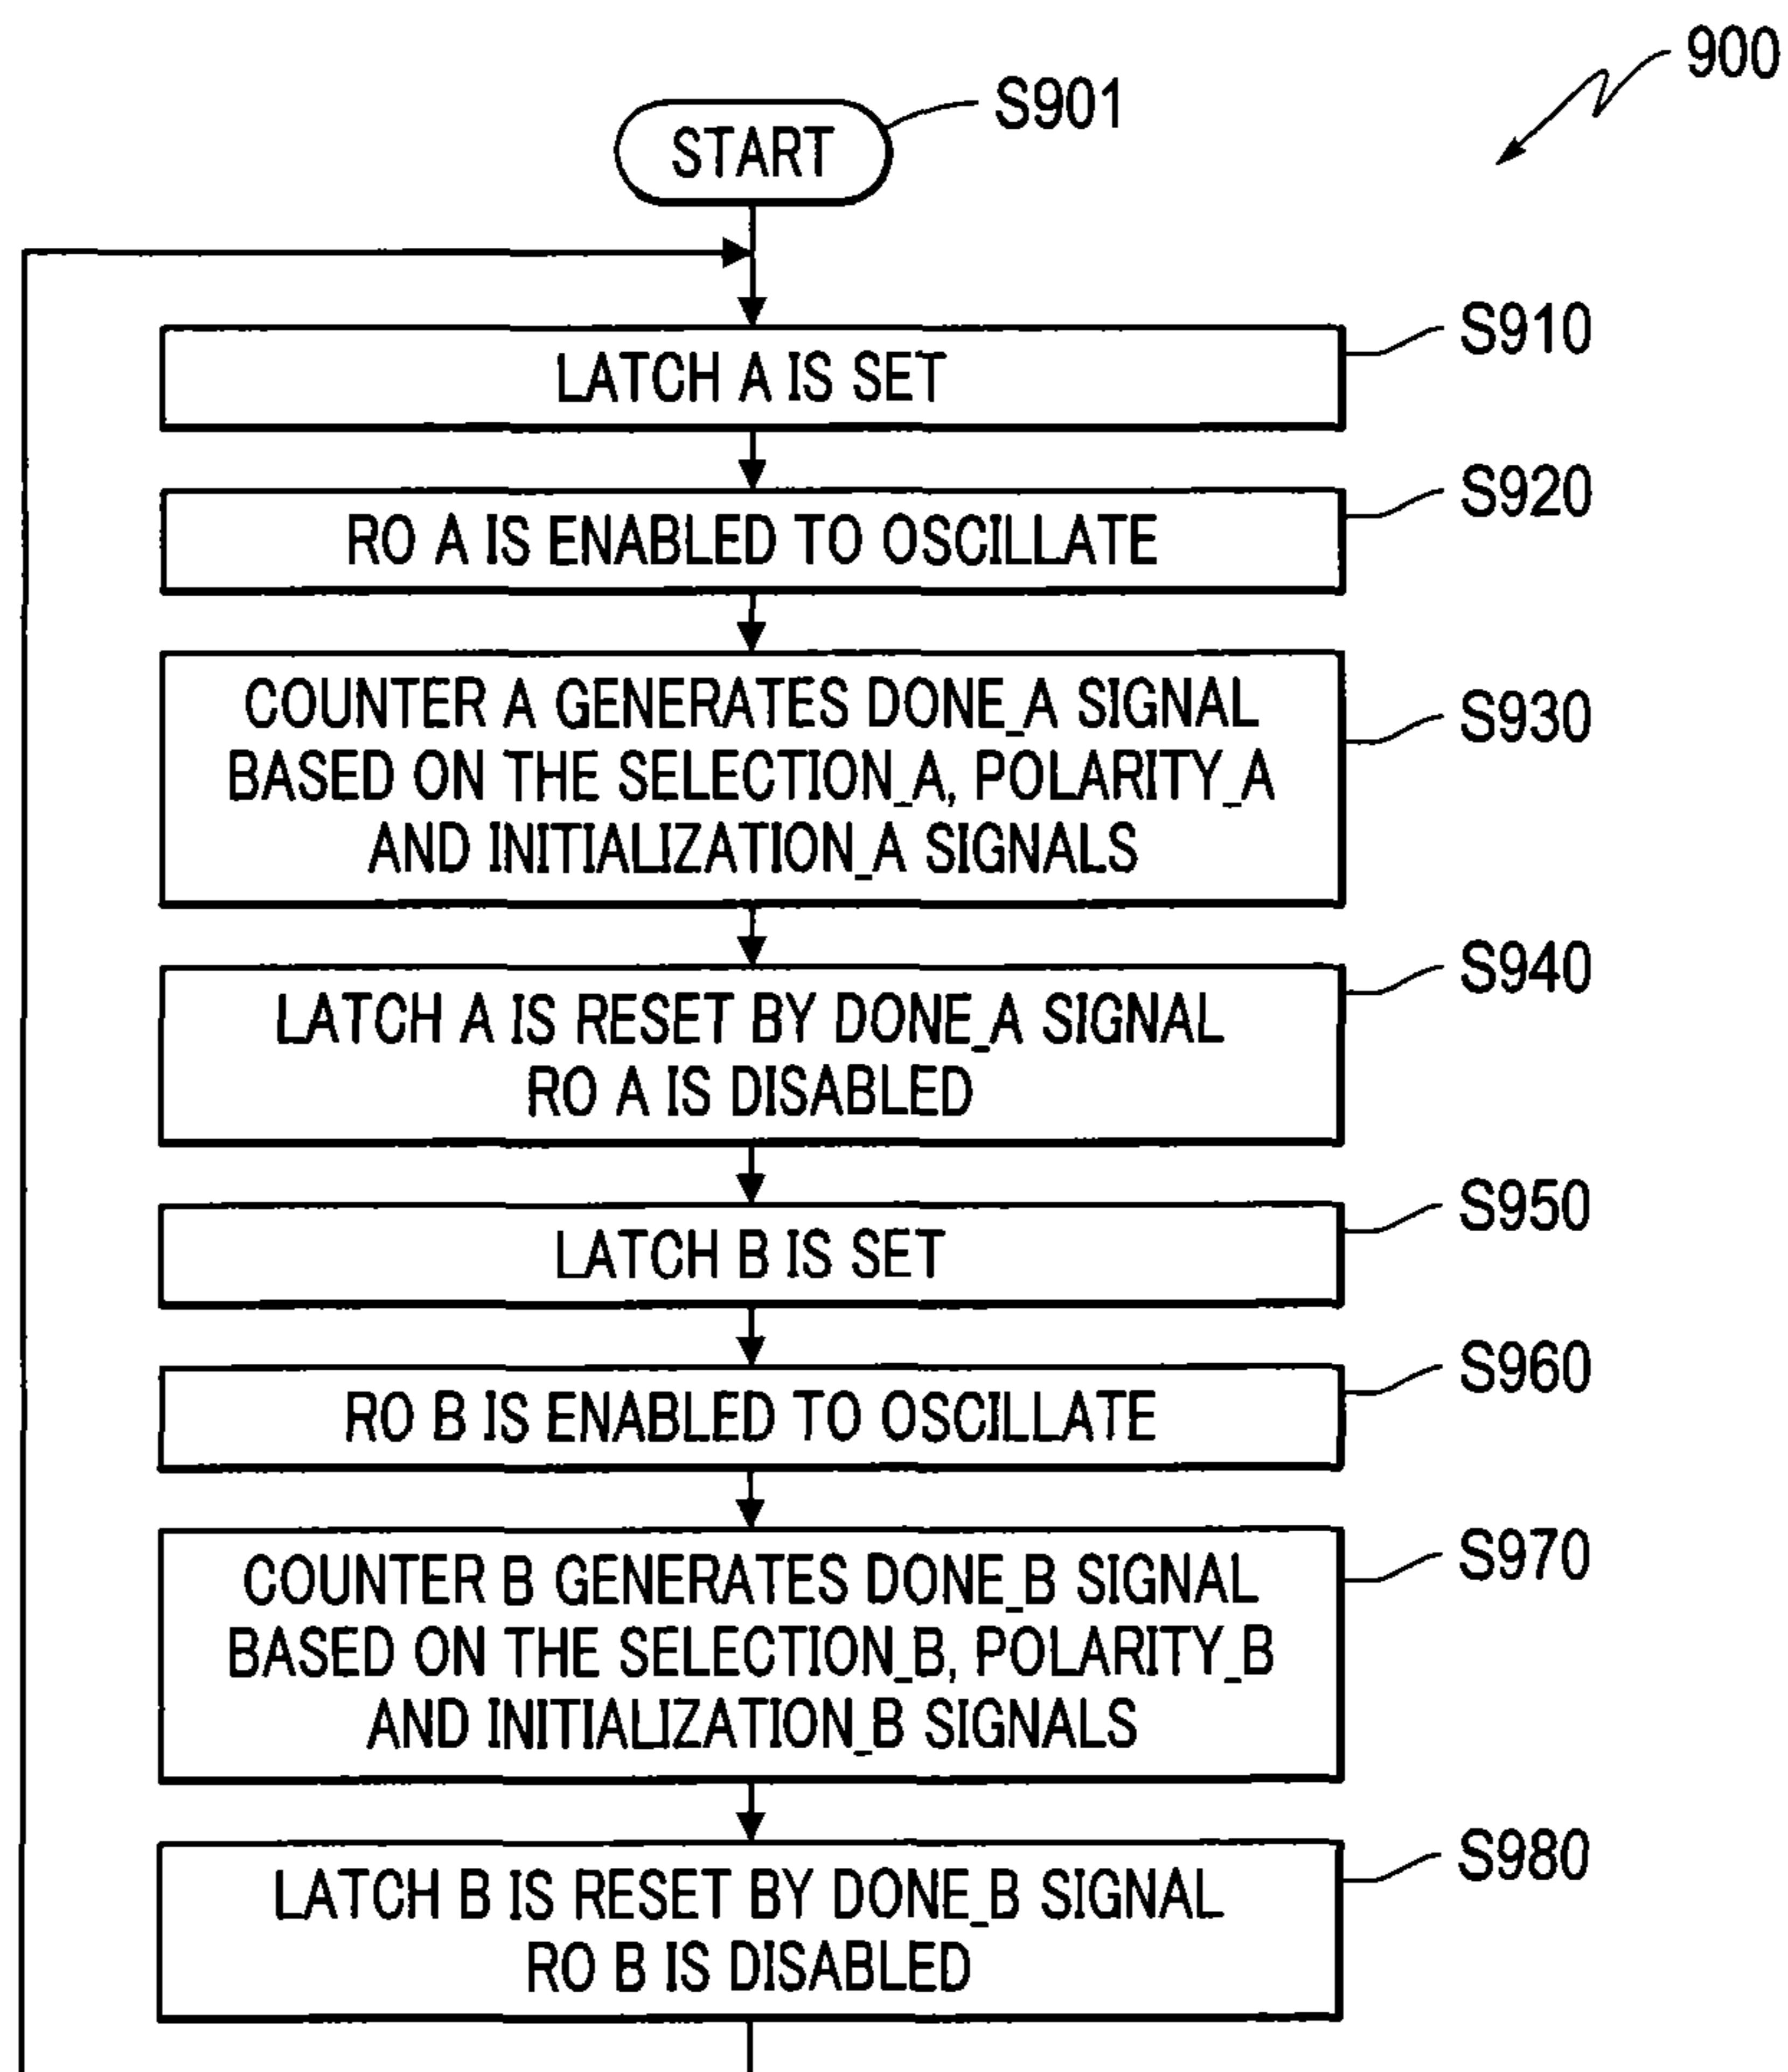 900
START
S901
LATCH A IS SET
S910
RO A IS ENABLED TO OSCILLATE
S920
COUNTER A GENERATES DONE_A SIGNAL
BASED ON THE SELECTION_A, POLARITY_A
AND INITIALIZATION_A SIGNALS
S930
LATCH A IS RESET BY DONE_A SIGNAL
RO A IS DISABLED
S940
LATCH B IS SET
S950
RO B IS ENABLED TO OSCILLATE
S960
COUNTER B GENERATES DONE_B SIGNAL
BASED ON THE SELECTION_B, POLARITY_B
AND INITIALIZATION_B SIGNALS
S970
LATCH B IS RESET BY DONE_B SIGNAL
RO B IS DISABLED
S980